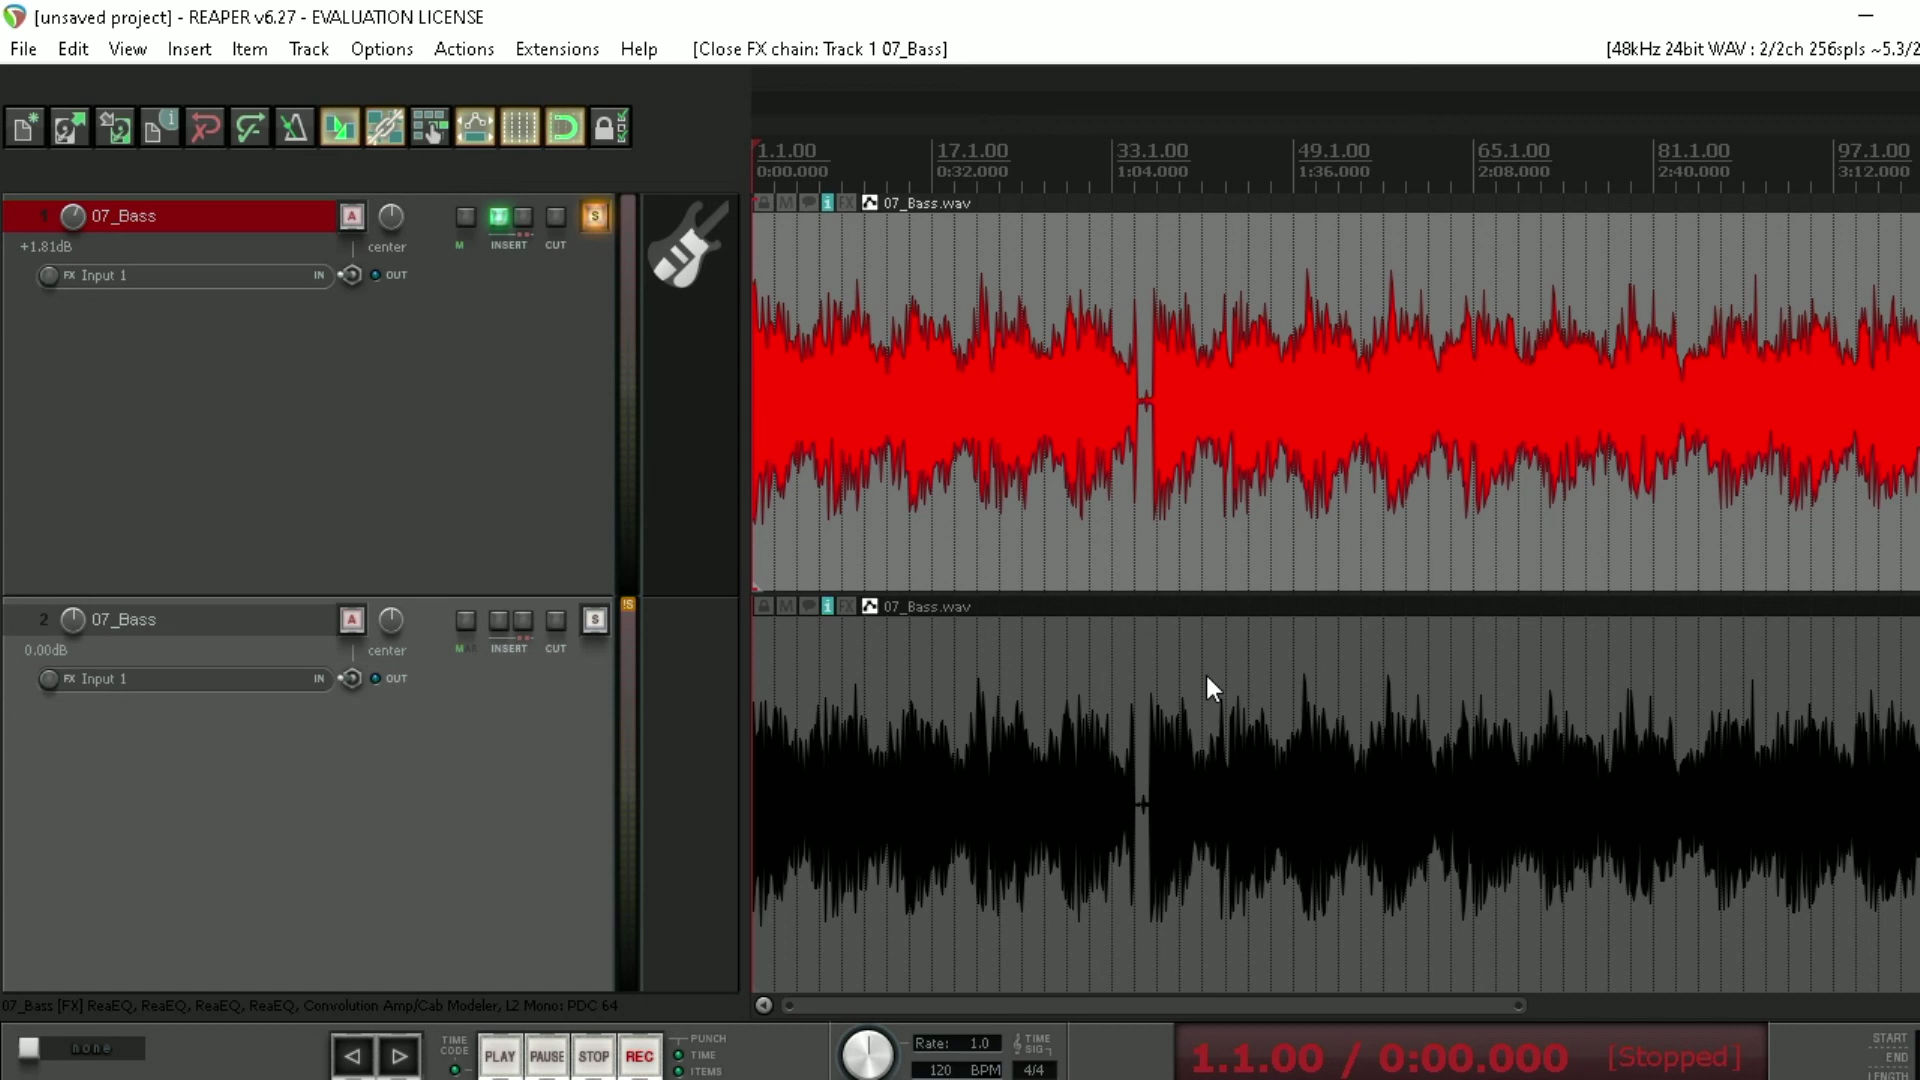 [unsaved project] - REAPER v6.27 - EVALUATION LICENSE
File Edit View Insert Item Track Options Actions Extensions Help [Close FX chain: Track 1 07_Bass] [48kHz 24bit WAV : 2/2ch 256spls ~5.3/2
1.1.00 17.1.00 33.1.00 49.1.00 65.1.00 81.1.00 97.1.00
0:00.000 0:32.000 1:04.000 1:36.000 2:08.000 2:40.000 3:12.000
M i FX 07_Bass.wav
1 07_Bass A S
+1.81dB center M INSERT CUT
FX Input 1 IN OUT
!S M i FX 07_Bass.wav
2 07_Bass A S
0.00dB center M INSERT CUT
FX Input 1 IN OUT
07_Bass [FX] ReaEQ, ReaEQ, ReaEQ, ReaEQ, Convolution Amp/Cab Modeler, L2 Mono: PDC 64
none
TIME CODE
PLAY PAUSE STOP REC
PUNCH
TIME
ITEMS
Rate: 1.0
120 BPM
TIME SIG
4/4
1.1.00 / 0:00.000 [Stopped]
START
END
LENGTH